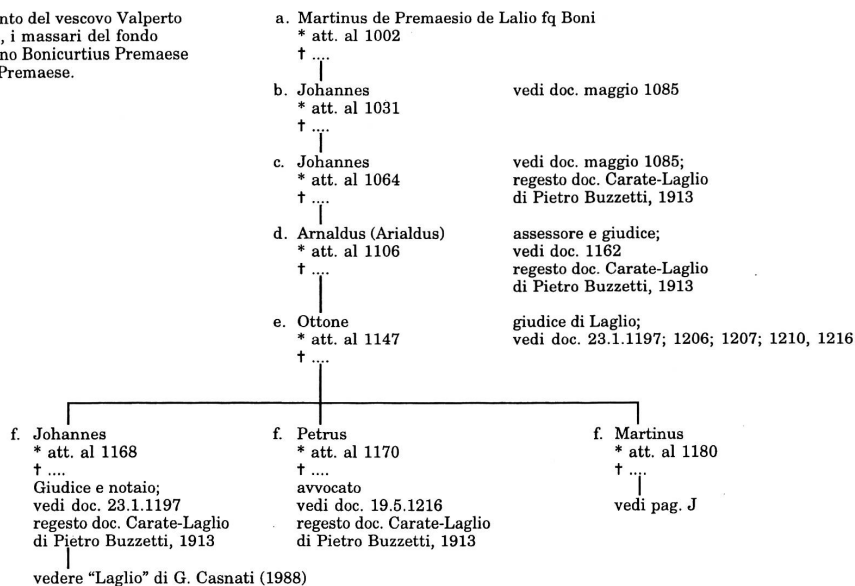 nto del vescovo Valperto
, i massari del fondo
no Bonicurtius Premaese
Premaese.
a. Martinus de Premaesio de Lalio fq Boni
* att. al 1002
† ....
b. Johannes
* att. al 1031
† ....
vedi doc. maggio 1085
c. Johannes
* att. al 1064
† ....
vedi doc. maggio 1085;
regesto doc. Carate-Laglio
di Pietro Buzzetti, 1913
d. Arnaldus (Arialdus)
* att. al 1106
† ....
assessore e giudice;
vedi doc. 1162
regesto doc. Carate-Laglio
di Pietro Buzzetti, 1913
e. Ottone
* att. al 1147
† ....
giudice di Laglio;
vedi doc. 23.1.1197; 1206; 1207; 1210, 1216
f. Johannes
* att. al 1168
† ....
Giudice e notaio;
vedi doc. 23.1.1197
regesto doc. Carate-Laglio
di Pietro Buzzetti, 1913
vedere “Laglio” di G. Casnati (1988)
f. Petrus
* att. al 1170
† ....
avvocato
vedi doc. 19.5.1216
regesto doc. Carate-Laglio
di Pietro Buzzetti, 1913
f. Martinus
* att. al 1180
† ....
vedi pag. J